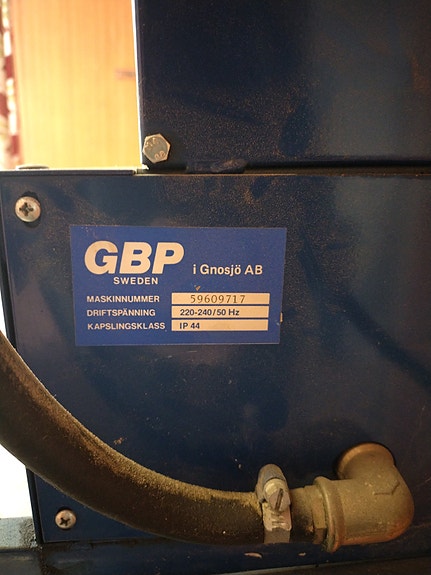 GBP i Gnosjö AB
SWEDEN
MASKINNUMMER 59609717
DRIFTSPÄNNING 220-240/50 Hz
KAPSLINGSKLASS IP 44